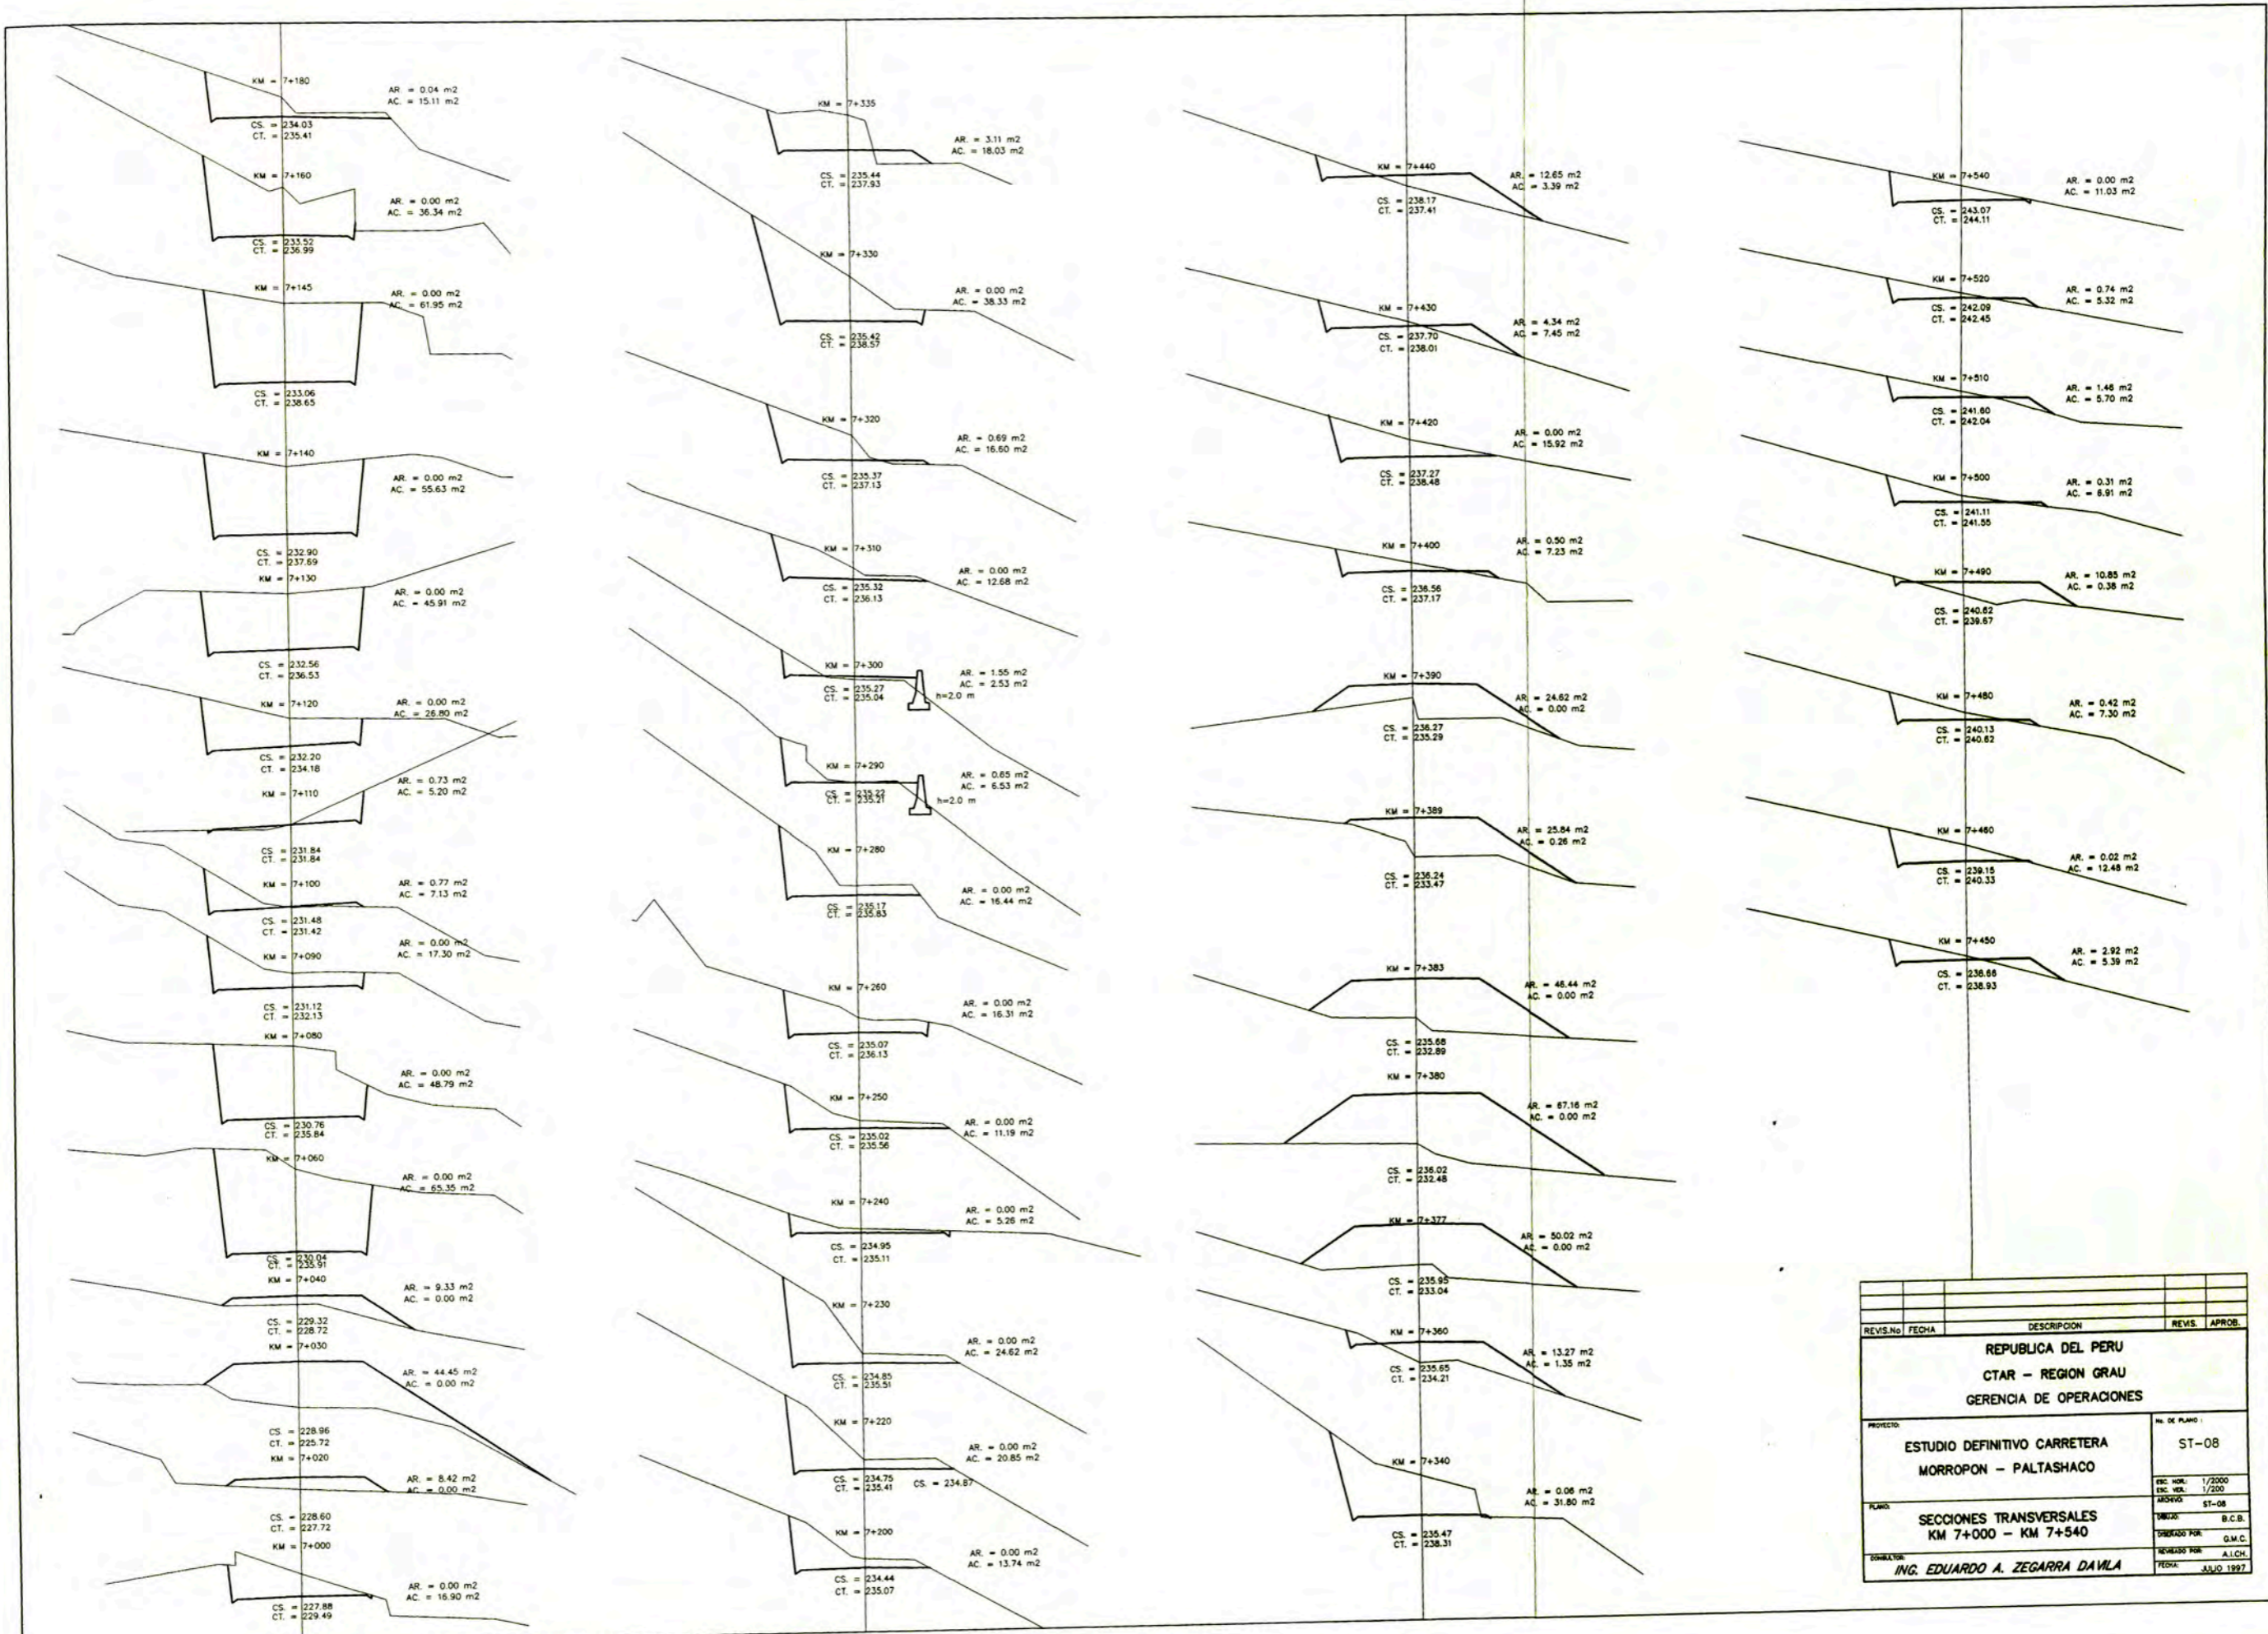 KM = 7+180
AR. = 0.04 m2
AC. = 15.11 m2
CS. = 234.03
CT. = 235.41
KM = 7+160
AR. = 0.00 m2
AC. = 36.34 m2
CS. = 233.52
CT. = 236.99
KM = 7+145
AR. = 0.00 m2
AC. = 61.95 m2
CS. = 233.06
CT. = 238.65
KM = 7+140
AR. = 0.00 m2
AC. = 55.63 m2
CS. = 232.90
CT. = 237.69
KM = 7+130
AR. = 0.00 m2
AC. = 45.91 m2
CS. = 232.56
CT. = 236.53
KM = 7+120
AR. = 0.00 m2
AC. = 26.80 m2
CS. = 232.20
CT. = 234.18
KM = 7+110
AR. = 0.73 m2
AC. = 5.20 m2
CS. = 231.84
CT. = 231.84
KM = 7+100
AR. = 0.77 m2
AC. = 7.13 m2
CS. = 231.48
CT. = 231.42
KM = 7+090
AR. = 0.00 m2
AC. = 17.30 m2
CS. = 231.12
CT. = 232.13
KM = 7+080
AR. = 0.00 m2
AC. = 48.79 m2
CS. = 230.76
CT. = 235.84
KM = 7+060
AR. = 0.00 m2
AC. = 65.35 m2
CS. = 230.04
CT. = 235.91
KM = 7+040
AR. = 9.33 m2
AC. = 0.00 m2
CS. = 229.32
CT. = 228.72
KM = 7+030
AR. = 44.45 m2
AC. = 0.00 m2
CS. = 228.96
CT. = 225.72
KM = 7+020
AR. = 8.42 m2
AC. = 0.00 m2
CS. = 228.60
CT. = 227.72
KM = 7+000
AR. = 0.00 m2
AC. = 16.90 m2
CS. = 227.88
CT. = 229.49
KM = 7+335
AR. = 3.11 m2
AC. = 18.03 m2
CS. = 235.44
CT. = 237.93
KM = 7+330
AR. = 0.00 m2
AC. = 38.33 m2
CS. = 235.42
CT. = 238.57
KM = 7+320
AR. = 0.69 m2
AC. = 16.60 m2
CS. = 235.37
CT. = 237.13
KM = 7+310
AR. = 0.00 m2
AC. = 12.68 m2
CS. = 235.32
CT. = 236.13
KM = 7+300
AR. = 1.55 m2
AC. = 2.53 m2
h=2.0 m
CS. = 235.27
CT. = 235.04
KM = 7+290
AR. = 0.65 m2
AC. = 6.53 m2
h=2.0 m
CS. = 235.22
CT. = 235.21
KM = 7+280
AR. = 0.00 m2
AC. = 16.44 m2
CS. = 235.17
CT. = 235.83
KM = 7+260
AR. = 0.00 m2
AC. = 16.31 m2
CS. = 235.07
CT. = 236.13
KM = 7+250
AR. = 0.00 m2
AC. = 11.19 m2
CS. = 235.02
CT. = 235.56
KM = 7+240
AR. = 0.00 m2
AC. = 5.26 m2
CS. = 234.95
CT. = 235.11
KM = 7+230
AR. = 0.00 m2
AC. = 24.62 m2
CS. = 234.85
CT. = 235.51
KM = 7+220
AR. = 0.00 m2
AC. = 20.85 m2
CS. = 234.75
CT. = 235.41
CS. = 234.87
KM = 7+200
AR. = 0.00 m2
AC. = 13.74 m2
CS. = 234.44
CT. = 235.07
KM = 7+440
AR. = 12.65 m2
AC. = 3.39 m2
CS. = 238.17
CT. = 237.41
KM = 7+430
AR. = 4.34 m2
AC. = 7.45 m2
CS. = 237.70
CT. = 238.01
KM = 7+420
AR. = 0.00 m2
AC. = 15.92 m2
CS. = 237.27
CT. = 238.48
KM = 7+400
AR. = 0.50 m2
AC. = 7.23 m2
CS. = 236.56
CT. = 237.17
KM = 7+390
AR. = 24.62 m2
AC. = 0.00 m2
CS. = 236.27
CT. = 235.29
KM = 7+389
AR. = 25.84 m2
AC. = 0.26 m2
CS. = 236.24
CT. = 233.47
KM = 7+383
AR. = 46.44 m2
AC. = 0.00 m2
CS. = 235.68
CT. = 232.89
KM = 7+380
AR. = 67.16 m2
AC. = 0.00 m2
CS. = 236.02
CT. = 232.48
KM = 7+377
AR. = 50.02 m2
AC. = 0.00 m2
CS. = 235.95
CT. = 233.04
KM = 7+360
AR. = 13.27 m2
AC. = 1.35 m2
CS. = 235.65
CT. = 234.21
KM = 7+340
AR. = 0.06 m2
AC. = 31.80 m2
CS. = 235.47
CT. = 238.31
KM = 7+540
AR. = 0.00 m2
AC. = 11.03 m2
CS. = 243.07
CT. = 244.11
KM = 7+520
AR. = 0.74 m2
AC. = 5.32 m2
CS. = 242.09
CT. = 242.45
KM = 7+510
AR. = 1.46 m2
AC. = 5.70 m2
CS. = 241.60
CT. = 242.04
KM = 7+500
AR. = 0.31 m2
AC. = 6.91 m2
CS. = 241.11
CT. = 241.55
KM = 7+490
AR. = 10.85 m2
AC. = 0.38 m2
CS. = 240.62
CT. = 239.67
KM = 7+480
AR. = 0.42 m2
AC. = 7.30 m2
CS. = 240.13
CT. = 240.62
KM = 7+460
AR. = 0.02 m2
AC. = 12.48 m2
CS. = 239.15
CT. = 240.33
KM = 7+450
AR. = 2.92 m2
AC. = 5.39 m2
CS. = 238.66
CT. = 238.93
REVIS.No FECHA DESCRIPCION REVIS. APROB.
REPUBLICA DEL PERU
CTAR - REGION GRAU
GERENCIA DE OPERACIONES
PROYECTO:
ESTUDIO DEFINITIVO CARRETERA
MORROPON - PALTASHACO
No. DE PLANO :
ST-08
ESC. HOR.: 1/2000
ESC. VER.: 1/200
PLANO:
SECCIONES TRANSVERSALES
KM 7+000 - KM 7+540
ARCHIVO: ST-08
DIBUJO: B.C.B.
DISEÑADO POR: G.M.C.
REVISADO POR: A.I.CH.
CONSULTOR:
ING. EDUARDO A. ZEGARRA DAVILA
FECHA: JULIO 1997